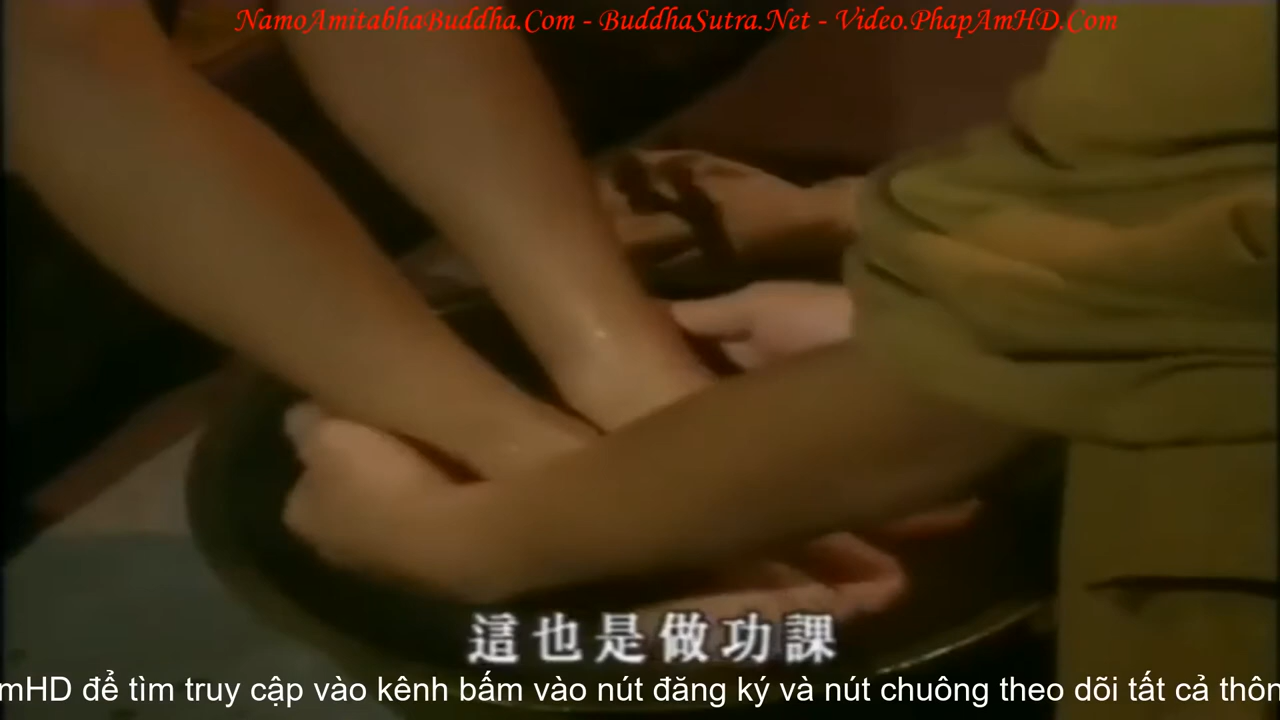 NamoAmitabhaBuddha.Com - BuddhaSutra.Net - Video.PhapAmHD.Com
這也是做功課
mHD để tìm truy cập vào kênh bấm vào nút đăng ký và nút chuông theo dõi tất cả thôn